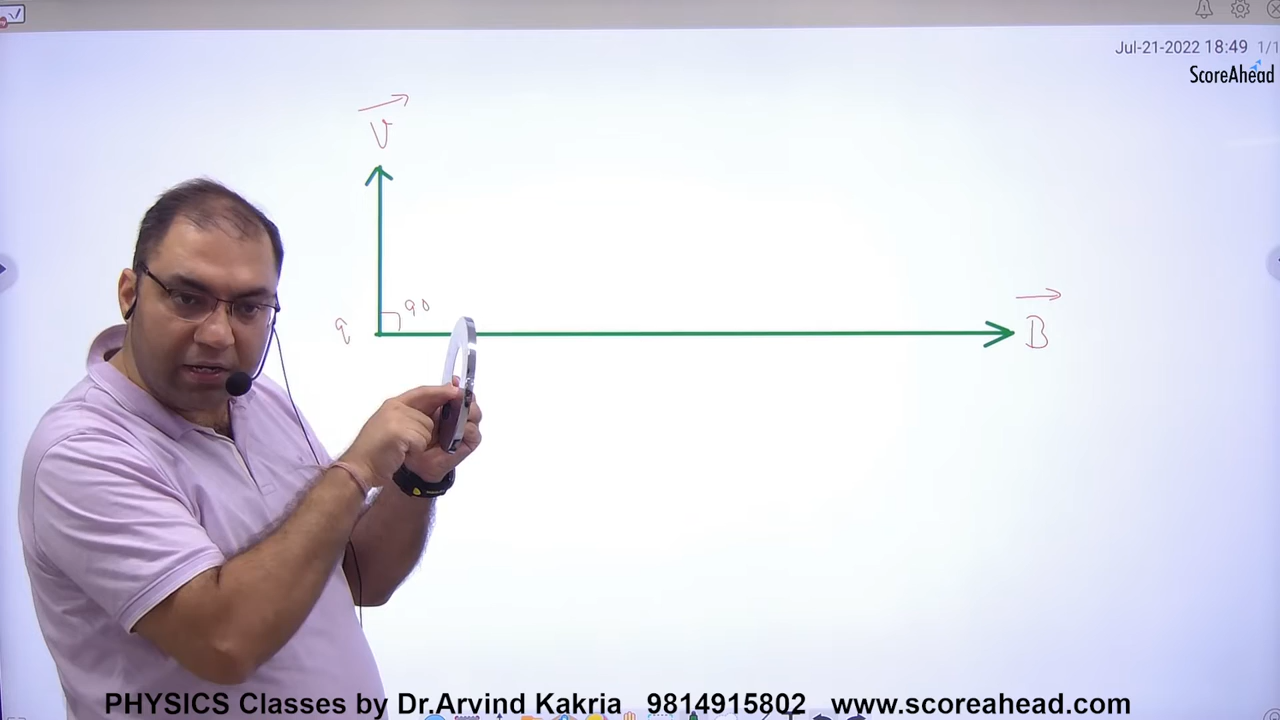 Jul-21-2022 18:49 1/1
ScoreAhead
V
90
q
B
PHYSICS Classes by Dr.Arvind Kakria 9814915802 www.scoreahead.com